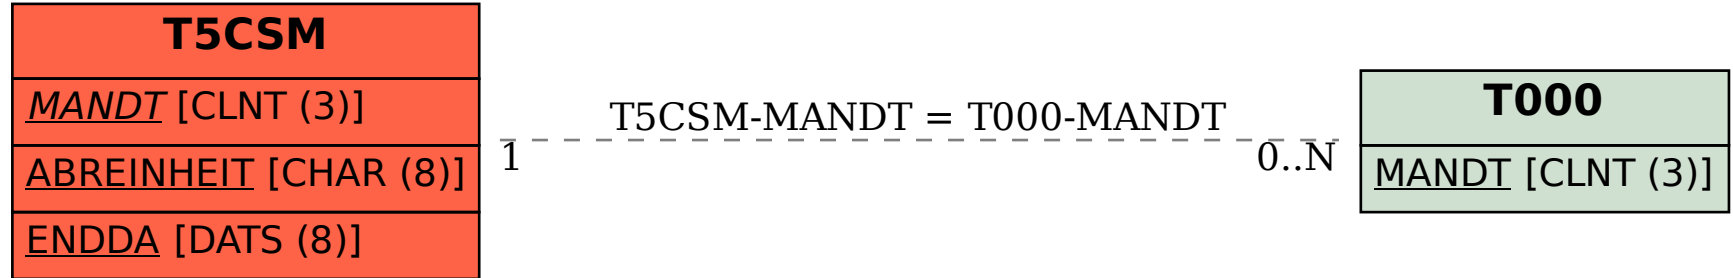 T5CSM
MANDT [CLNT (3)]
ABREINHEIT [CHAR (8)]
ENDDA [DATS (8)]
T5CSM-MANDT = T000-MANDT
1
0..N
T000
MANDT [CLNT (3)]